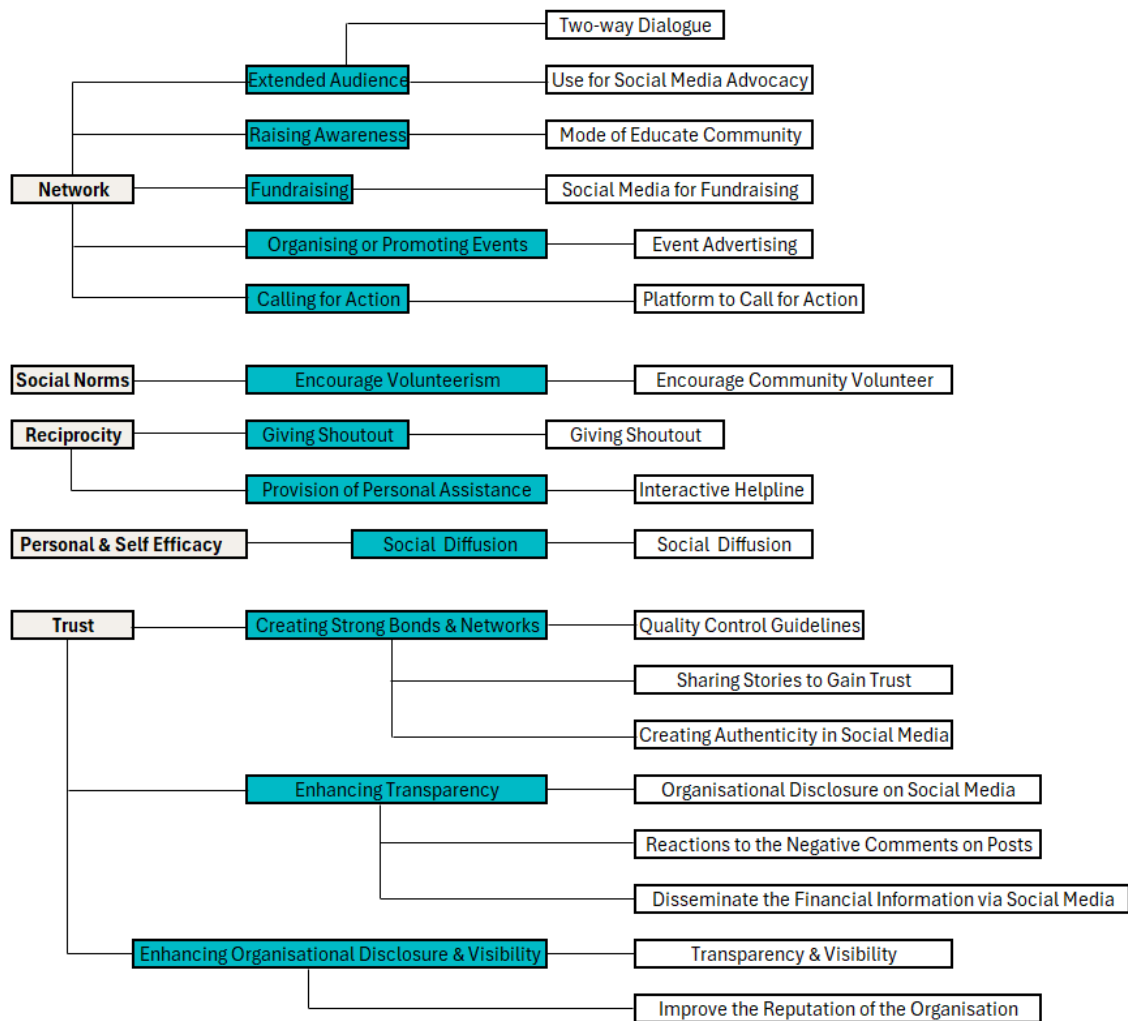 Two-way Dialogue
Extended Audience
Use for Social Media Advocacy
Raising Awareness
Mode of Educate Community
Network
Fundraising
Social Media for Fundraising
Organising or Promoting Events
Event Advertising
Calling for Action
Platform to Call for Action
Social Norms
Encourage Volunteerism
Encourage Community Volunteer
Reciprocity
Giving Shoutout
Giving Shoutout
Provision of Personal Assistance
Interactive Helpline
Personal & Self Efficacy
Social Diffusion
Social Diffusion
Trust
Creating Strong Bonds & Networks
Quality Control Guidelines
Sharing Stories to Gain Trust
Creating Authenticity in Social Media
Enhancing Transparency
Organisational Disclosure on Social Media
Reactions to the Negative Comments on Posts
Disseminate the Financial Information via Social Media
Enhancing Organisational Disclosure & Visibility
Transparency & Visibility
Improve the Reputation of the Organisation